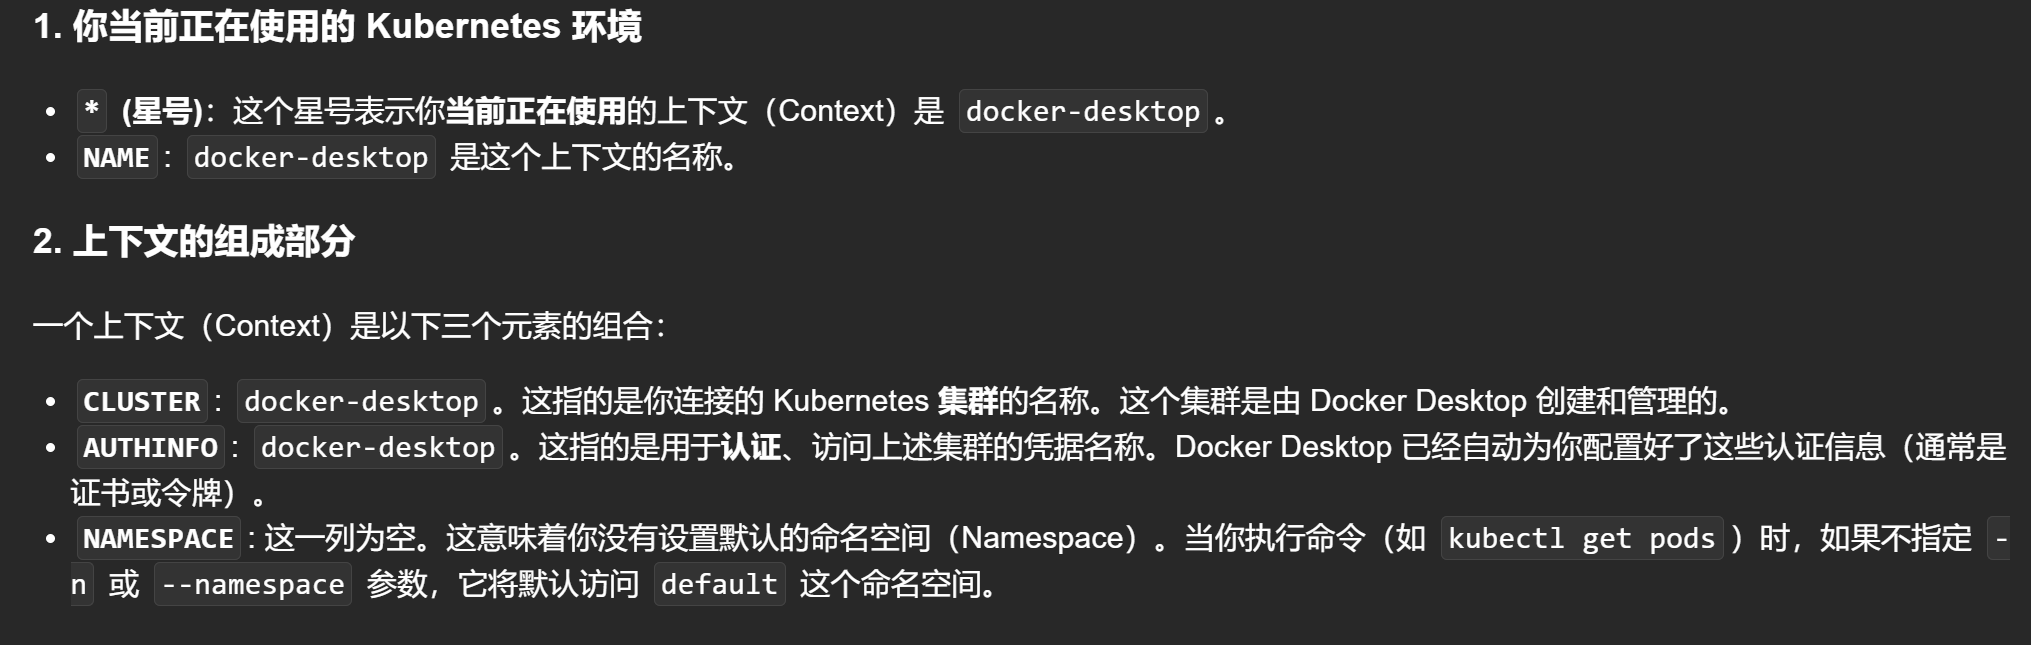 1. 你当前正在使用的 Kubernetes 环境
• * (星号)：这个星号表示你当前正在使用的上下文（Context）是 docker-desktop 。
• NAME ：docker-desktop 是这个上下文的名称。
2. 上下文的组成部分
一个上下文（Context）是以下三个元素的组合：
• CLUSTER ：docker-desktop 。这指的是你连接的 Kubernetes 集群的名称。这个集群是由 Docker Desktop 创建和管理的。
• AUTHINFO ：docker-desktop 。这指的是用于认证、访问上述集群的凭据名称。Docker Desktop 已经自动为你配置好了这些认证信息（通常是
证书或令牌）。
• NAMESPACE : 这一列为空。这意味着你没有设置默认的命名空间（Namespace）。当你执行命令（如 kubectl get pods ）时，如果不指定 -
n 或 --namespace 参数，它将默认访问 default 这个命名空间。